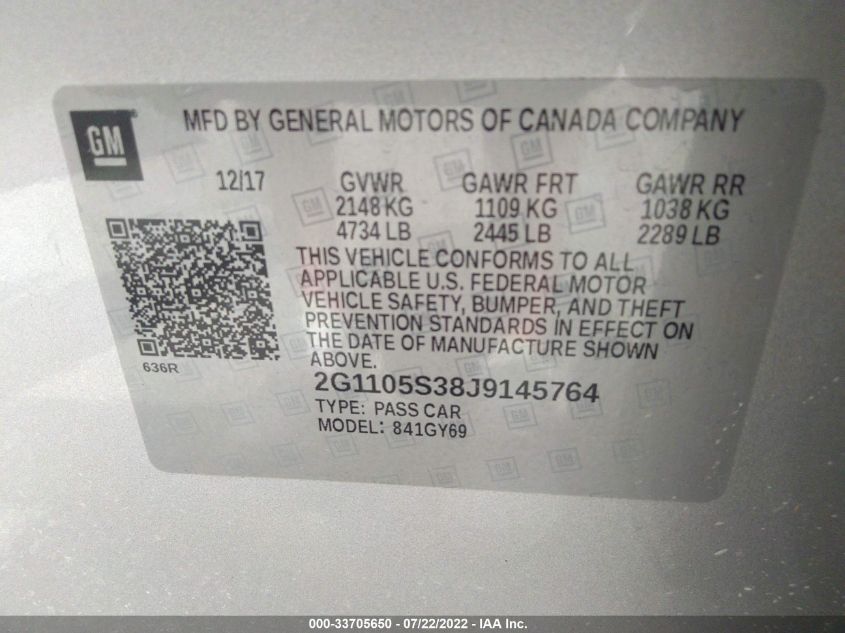 GM
MFD BY GENERAL MOTORS OF CANADA COMPANY
12/17 GVWR GAWR FRT GAWR RR
2148 KG 1109 KG 1038 KG
4734 LB 2445 LB 2289 LB
THIS VEHICLE CONFORMS TO ALL
APPLICABLE U.S. FEDERAL MOTOR
VEHICLE SAFETY, BUMPER, AND THEFT
PREVENTION STANDARDS IN EFFECT ON
THE DATE OF MANUFACTURE SHOWN
ABOVE.
636R
2G1105S38J9145764
TYPE: PASS CAR
MODEL: 841GY69
000-33705650 - 07/22/2022 - IAA Inc.